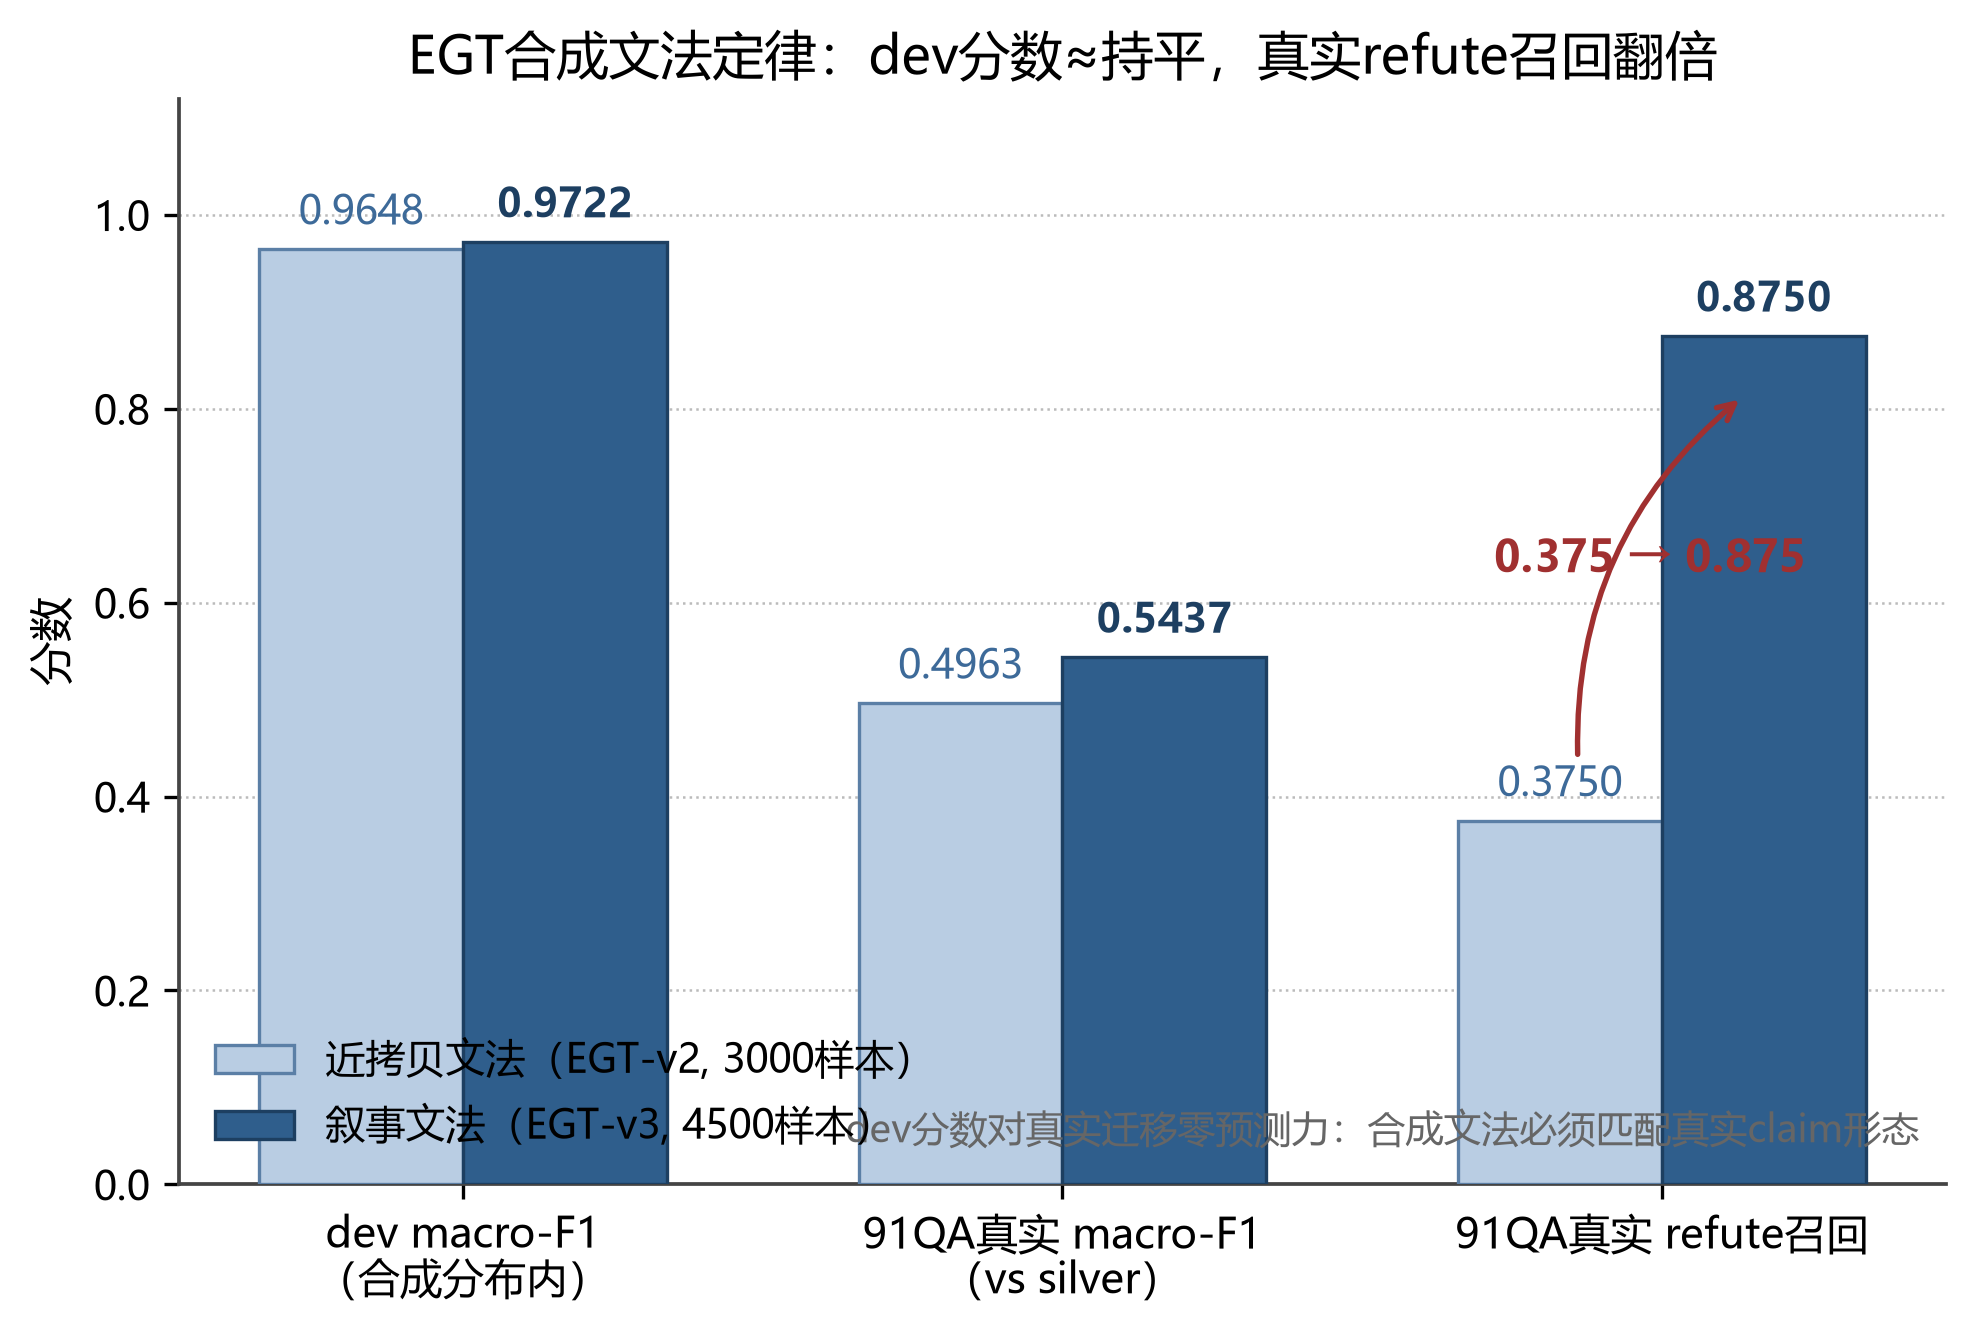 EGT合成文法定律：dev分数≈持平，真实refute召回翻倍
分数
1.0
0.8
0.6
0.4
0.2
0.0
0.9648
0.9722
0.4963
0.5437
0.3750
0.8750
0.375→0.875
近拷贝文法（EGT-v2, 3000样本）
叙事文法（EGT-v3, 4500样本）
dev分数对真实迁移零预测力：合成文法必须匹配真实claim形态
dev macro-F1
（合成分布内）
91QA真实 macro-F1
（vs silver）
91QA真实 refute召回